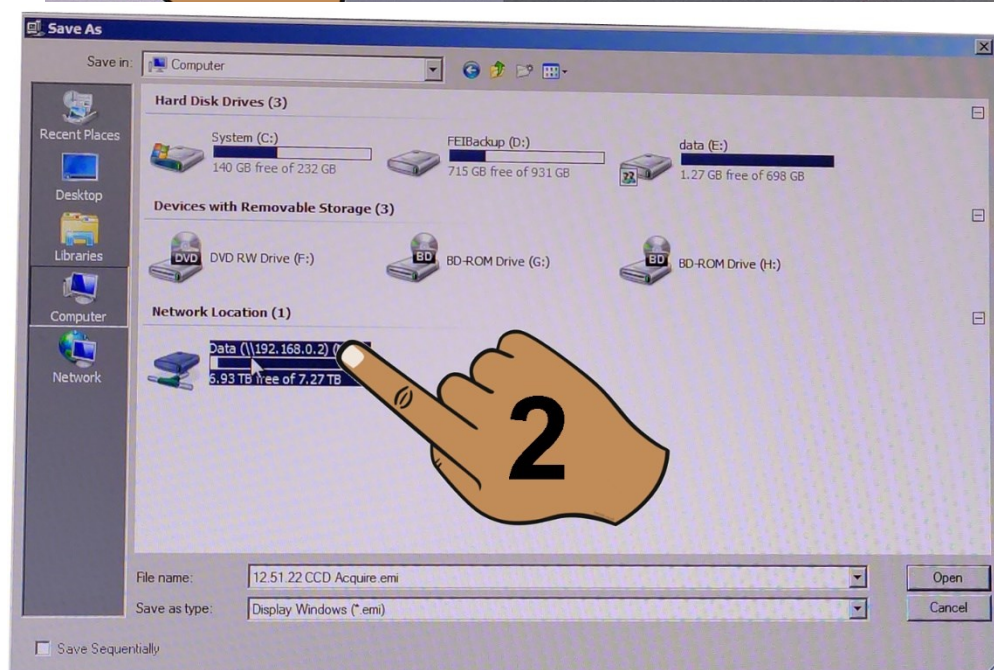 Save As
Save in: Computer
Recent Places
Desktop
Libraries
Computer
Network
Hard Disk Drives (3)
System (C:)
140 GB free of 232 GB
FEIBackup (D:)
715 GB free of 931 GB
data (E:)
1.27 GB free of 698 GB
Devices with Removable Storage (3)
DVD
DVD RW Drive (F:)
BD
BD-ROM Drive (G:)
BD
BD-ROM Drive (H:)
Network Location (1)
Data (\\192.168.0.2)
6.93 TB free of 7.27 TB
2
File name: 12.51.22 CCD Acquire.emi
Open
Save as type: Display Windows (*.emi)
Cancel
Save Sequentially